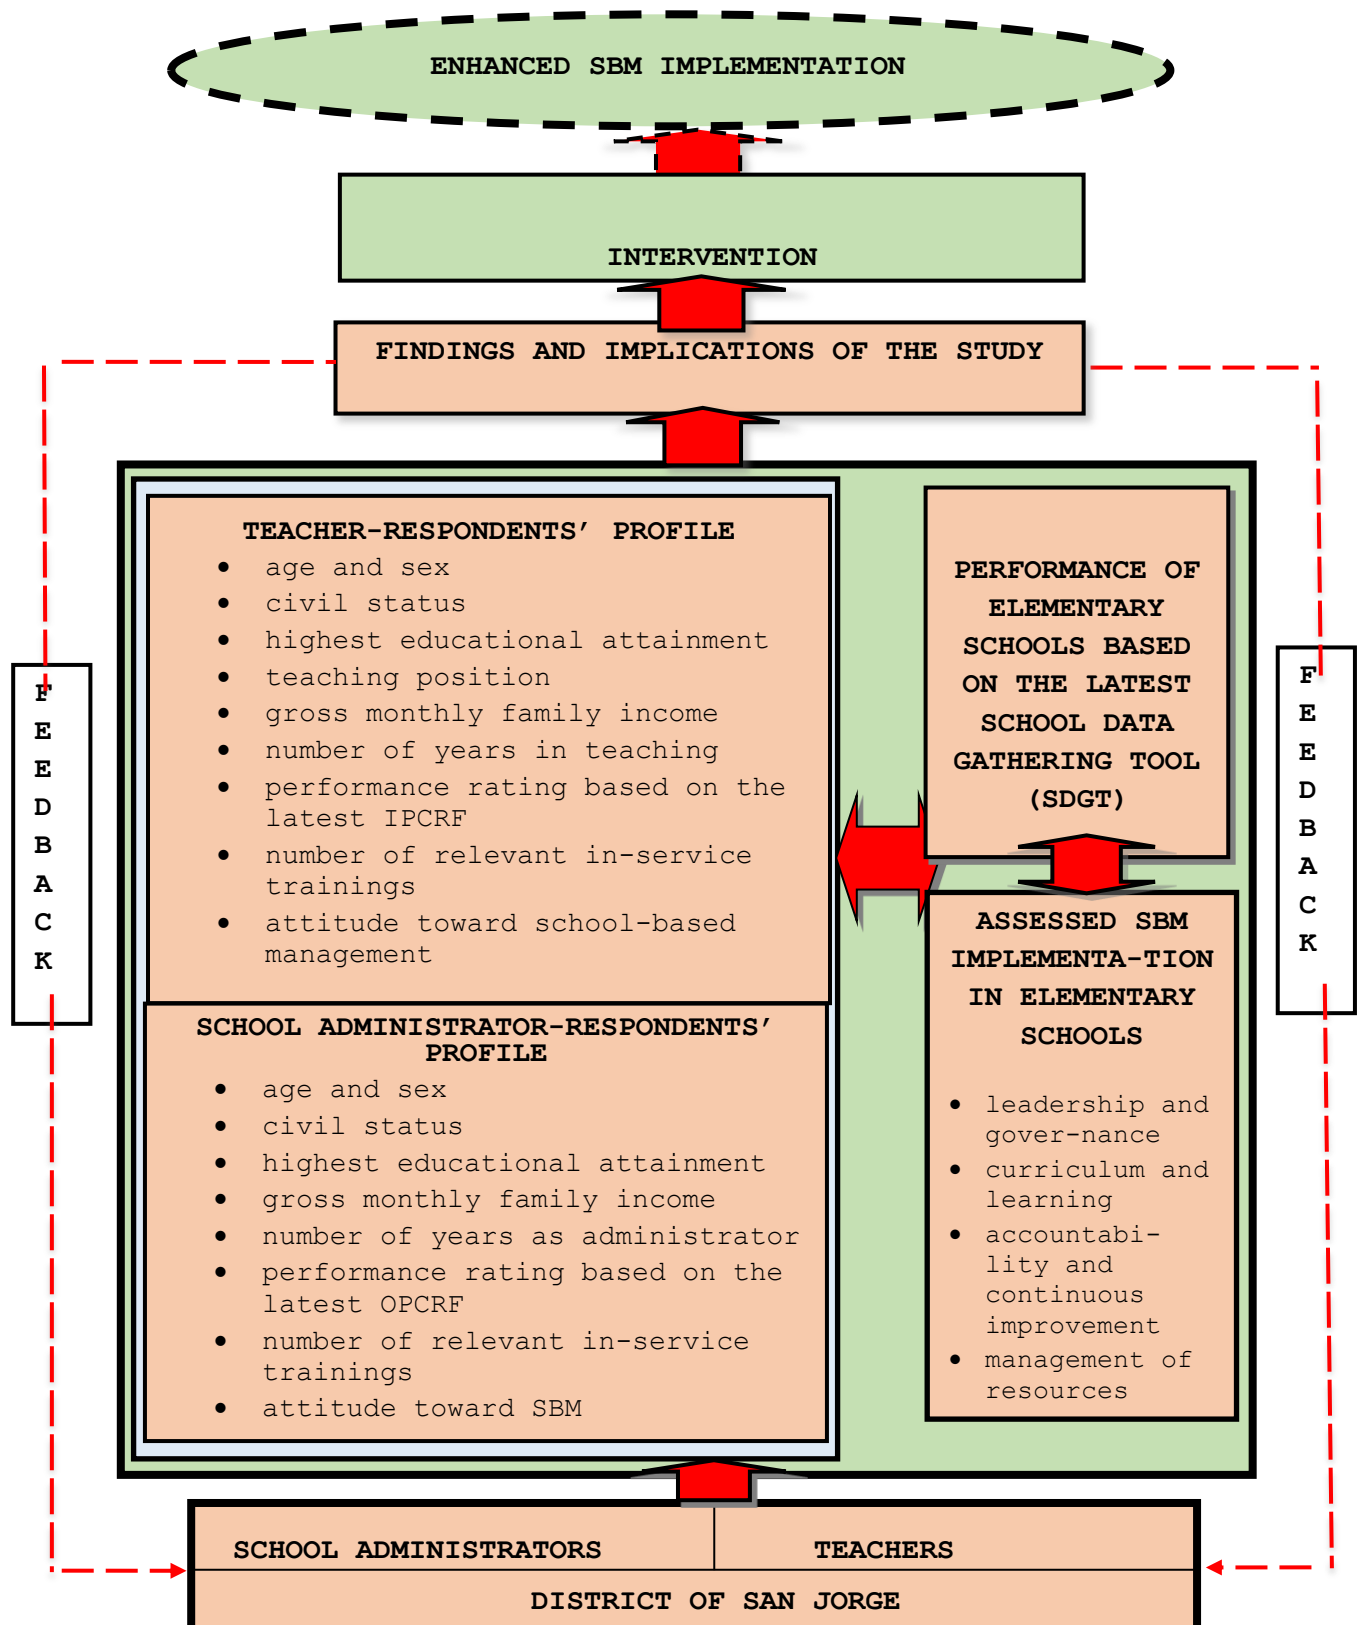 ENHANCED SBM IMPLEMENTATION
INTERVENTION
FINDINGS AND IMPLICATIONS OF THE STUDY
F
E
E
D
B
A
C
K
TEACHER-RESPONDENTS’ PROFILE
• age and sex
• civil status
• highest educational attainment
• teaching position
• gross monthly family income
• number of years in teaching
• performance rating based on the
latest IPCRF
• number of relevant in-service
trainings
• attitude toward school-based
management
SCHOOL ADMINISTRATOR-RESPONDENTS’
PROFILE
• age and sex
• civil status
• highest educational attainment
• gross monthly family income
• number of years as administrator
• performance rating based on the
latest OPCRF
• number of relevant in-service
trainings
• attitude toward SBM
PERFORMANCE OF
ELEMENTARY
SCHOOLS BASED
ON THE LATEST
SCHOOL DATA
GATHERING TOOL
(SDGT)
ASSESSED SBM
IMPLEMENTA-TION
IN ELEMENTARY
SCHOOLS
• leadership and
gover-nance
• curriculum and
learning
• accountabi-
lity and
continuous
improvement
• management of
resources
F
E
E
D
B
A
C
K
SCHOOL ADMINISTRATORS
TEACHERS
DISTRICT OF SAN JORGE